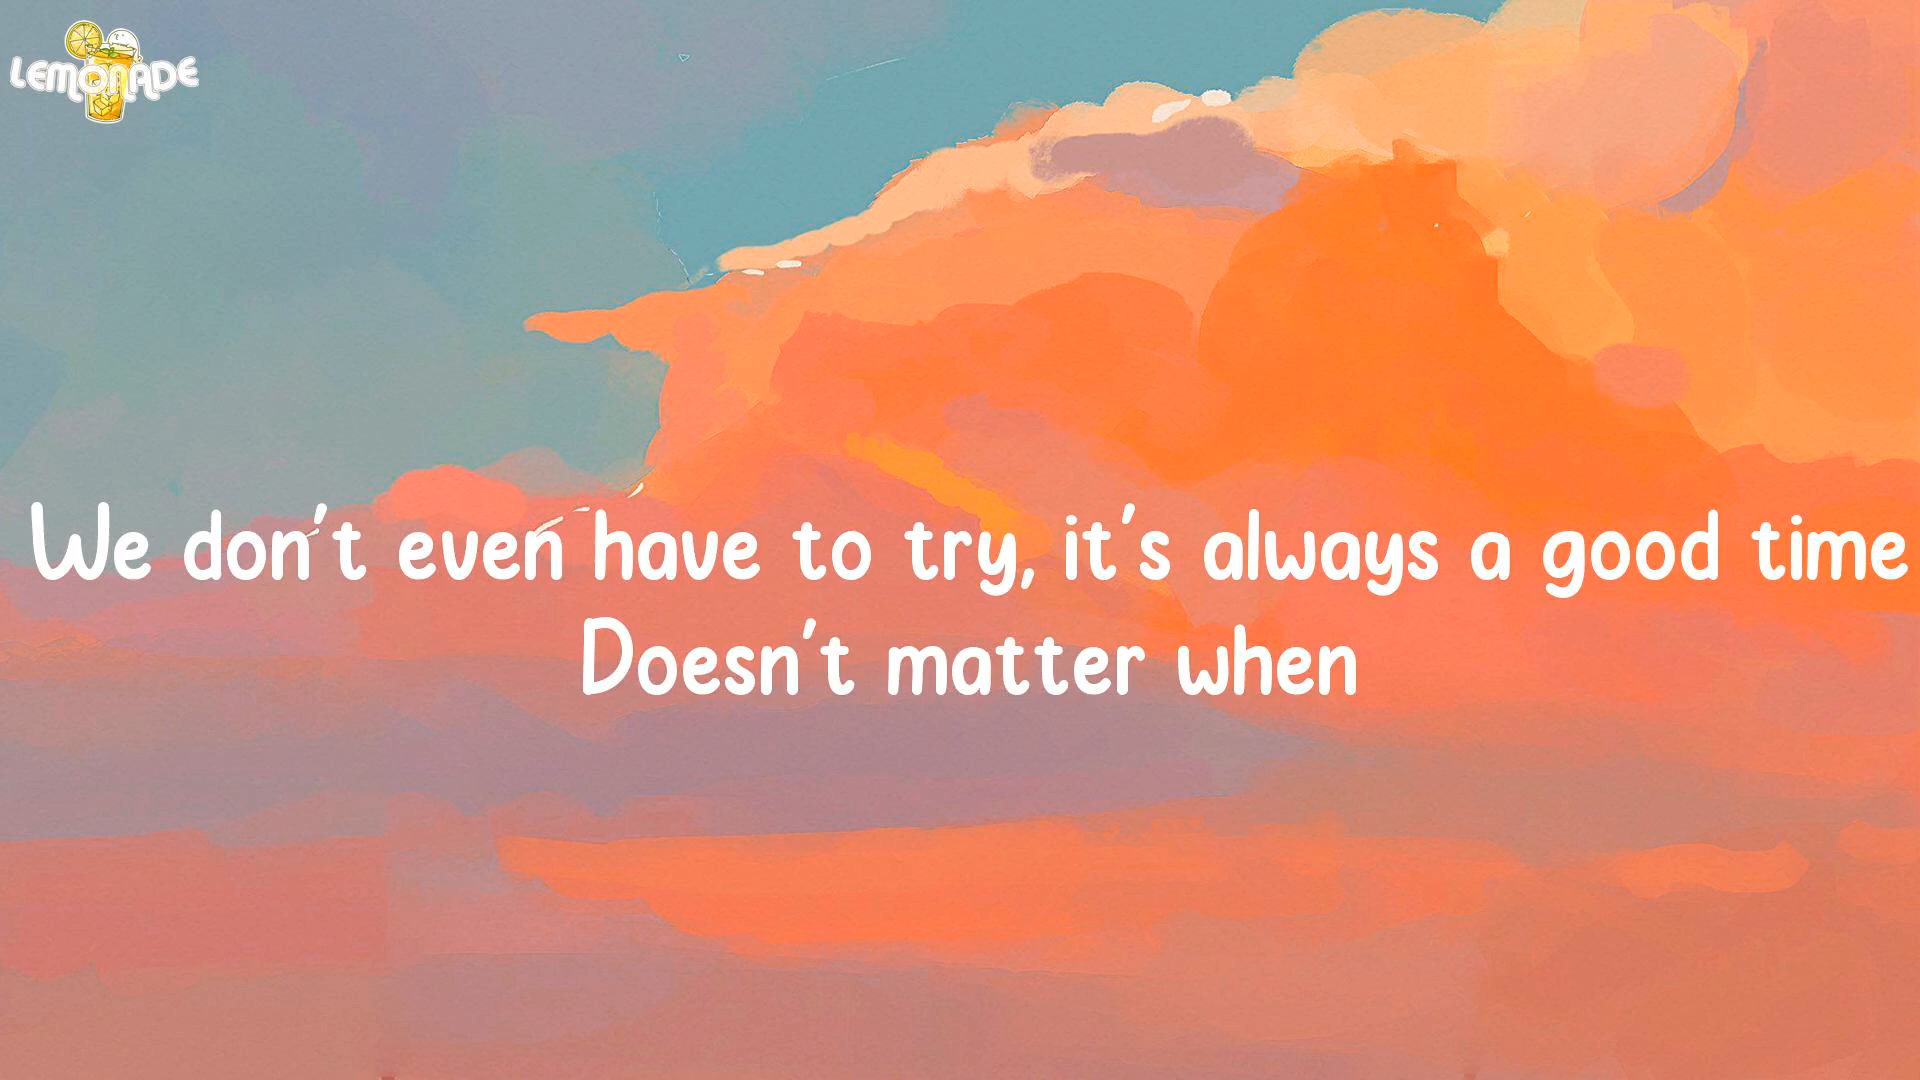 LEMONADE
We don't even have to try, it's always a good time
Doesn't matter when